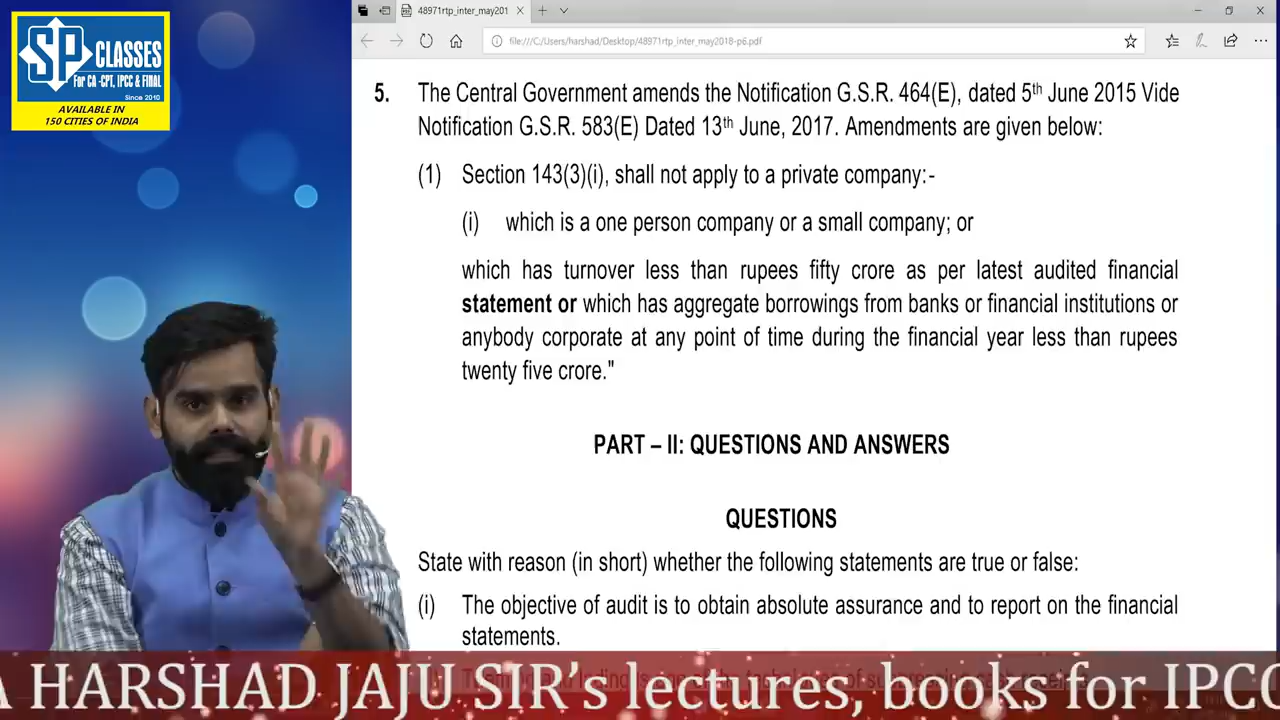 SP CLASSES
For CA -CPT, IPCC & FINAL
Since 2010
AVAILABLE IN
150 CITIES OF INDIA
48971rtp_inter_may201
file:///C:/Users/harshad/Desktop/48971rtp_inter_may2018-p6.pdf
5. The Central Government amends the Notification G.S.R. 464(E), dated 5th June 2015 Vide
Notification G.S.R. 583(E) Dated 13th June, 2017. Amendments are given below:
(1) Section 143(3)(i), shall not apply to a private company:-
(i) which is a one person company or a small company; or
which has turnover less than rupees fifty crore as per latest audited financial
statement or which has aggregate borrowings from banks or financial institutions or
anybody corporate at any point of time during the financial year less than rupees
twenty five crore."
PART – II: QUESTIONS AND ANSWERS
QUESTIONS
State with reason (in short) whether the following statements are true or false:
(i) The objective of audit is to obtain absolute assurance and to report on the financial
statements.
A HARSHAD JAJU SIR's lectures, books for IPCC